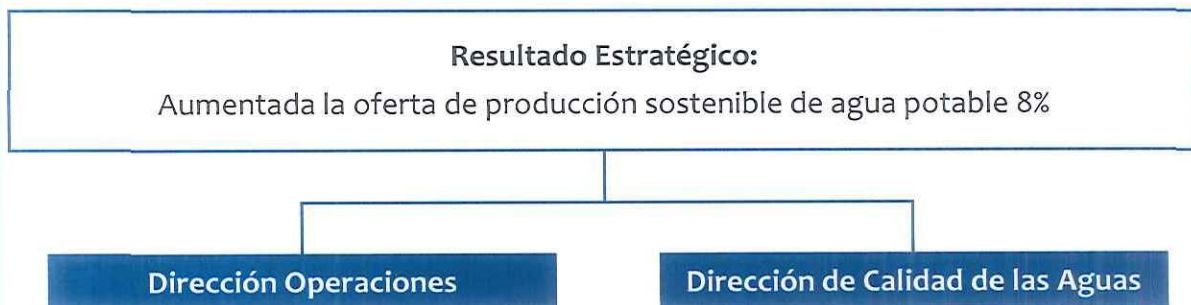 Resultado Estratégico:
Aumentada la oferta de producción sostenible de agua potable 8%
Dirección Operaciones
Dirección de Calidad de las Aguas